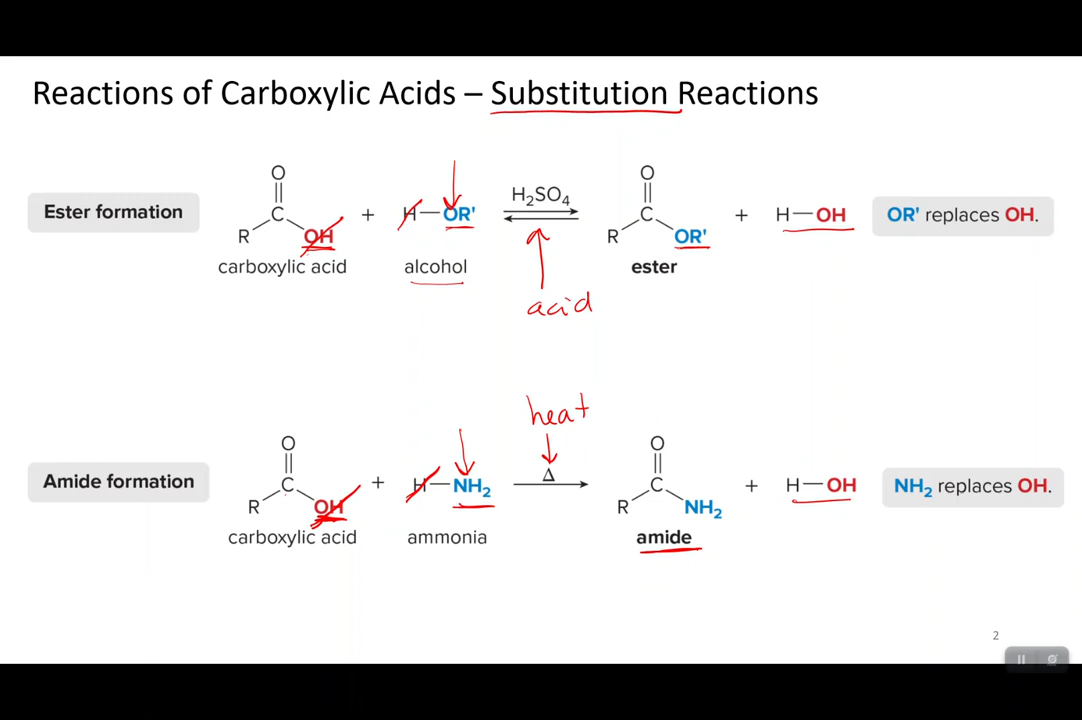 Reactions of Carboxylic Acids – Substitution Reactions
Ester formation
O
||
C
R
OH
carboxylic acid
+
H—OR'
alcohol
H₂SO₄
acid
O
||
C
R
OR'
ester
+
H—OH
OR' replaces OH.
Amide formation
O
||
C
R
OH
carboxylic acid
+
H—NH₂
ammonia
heat
Δ
O
||
C
R
NH₂
amide
+
H—OH
NH₂ replaces OH.
2